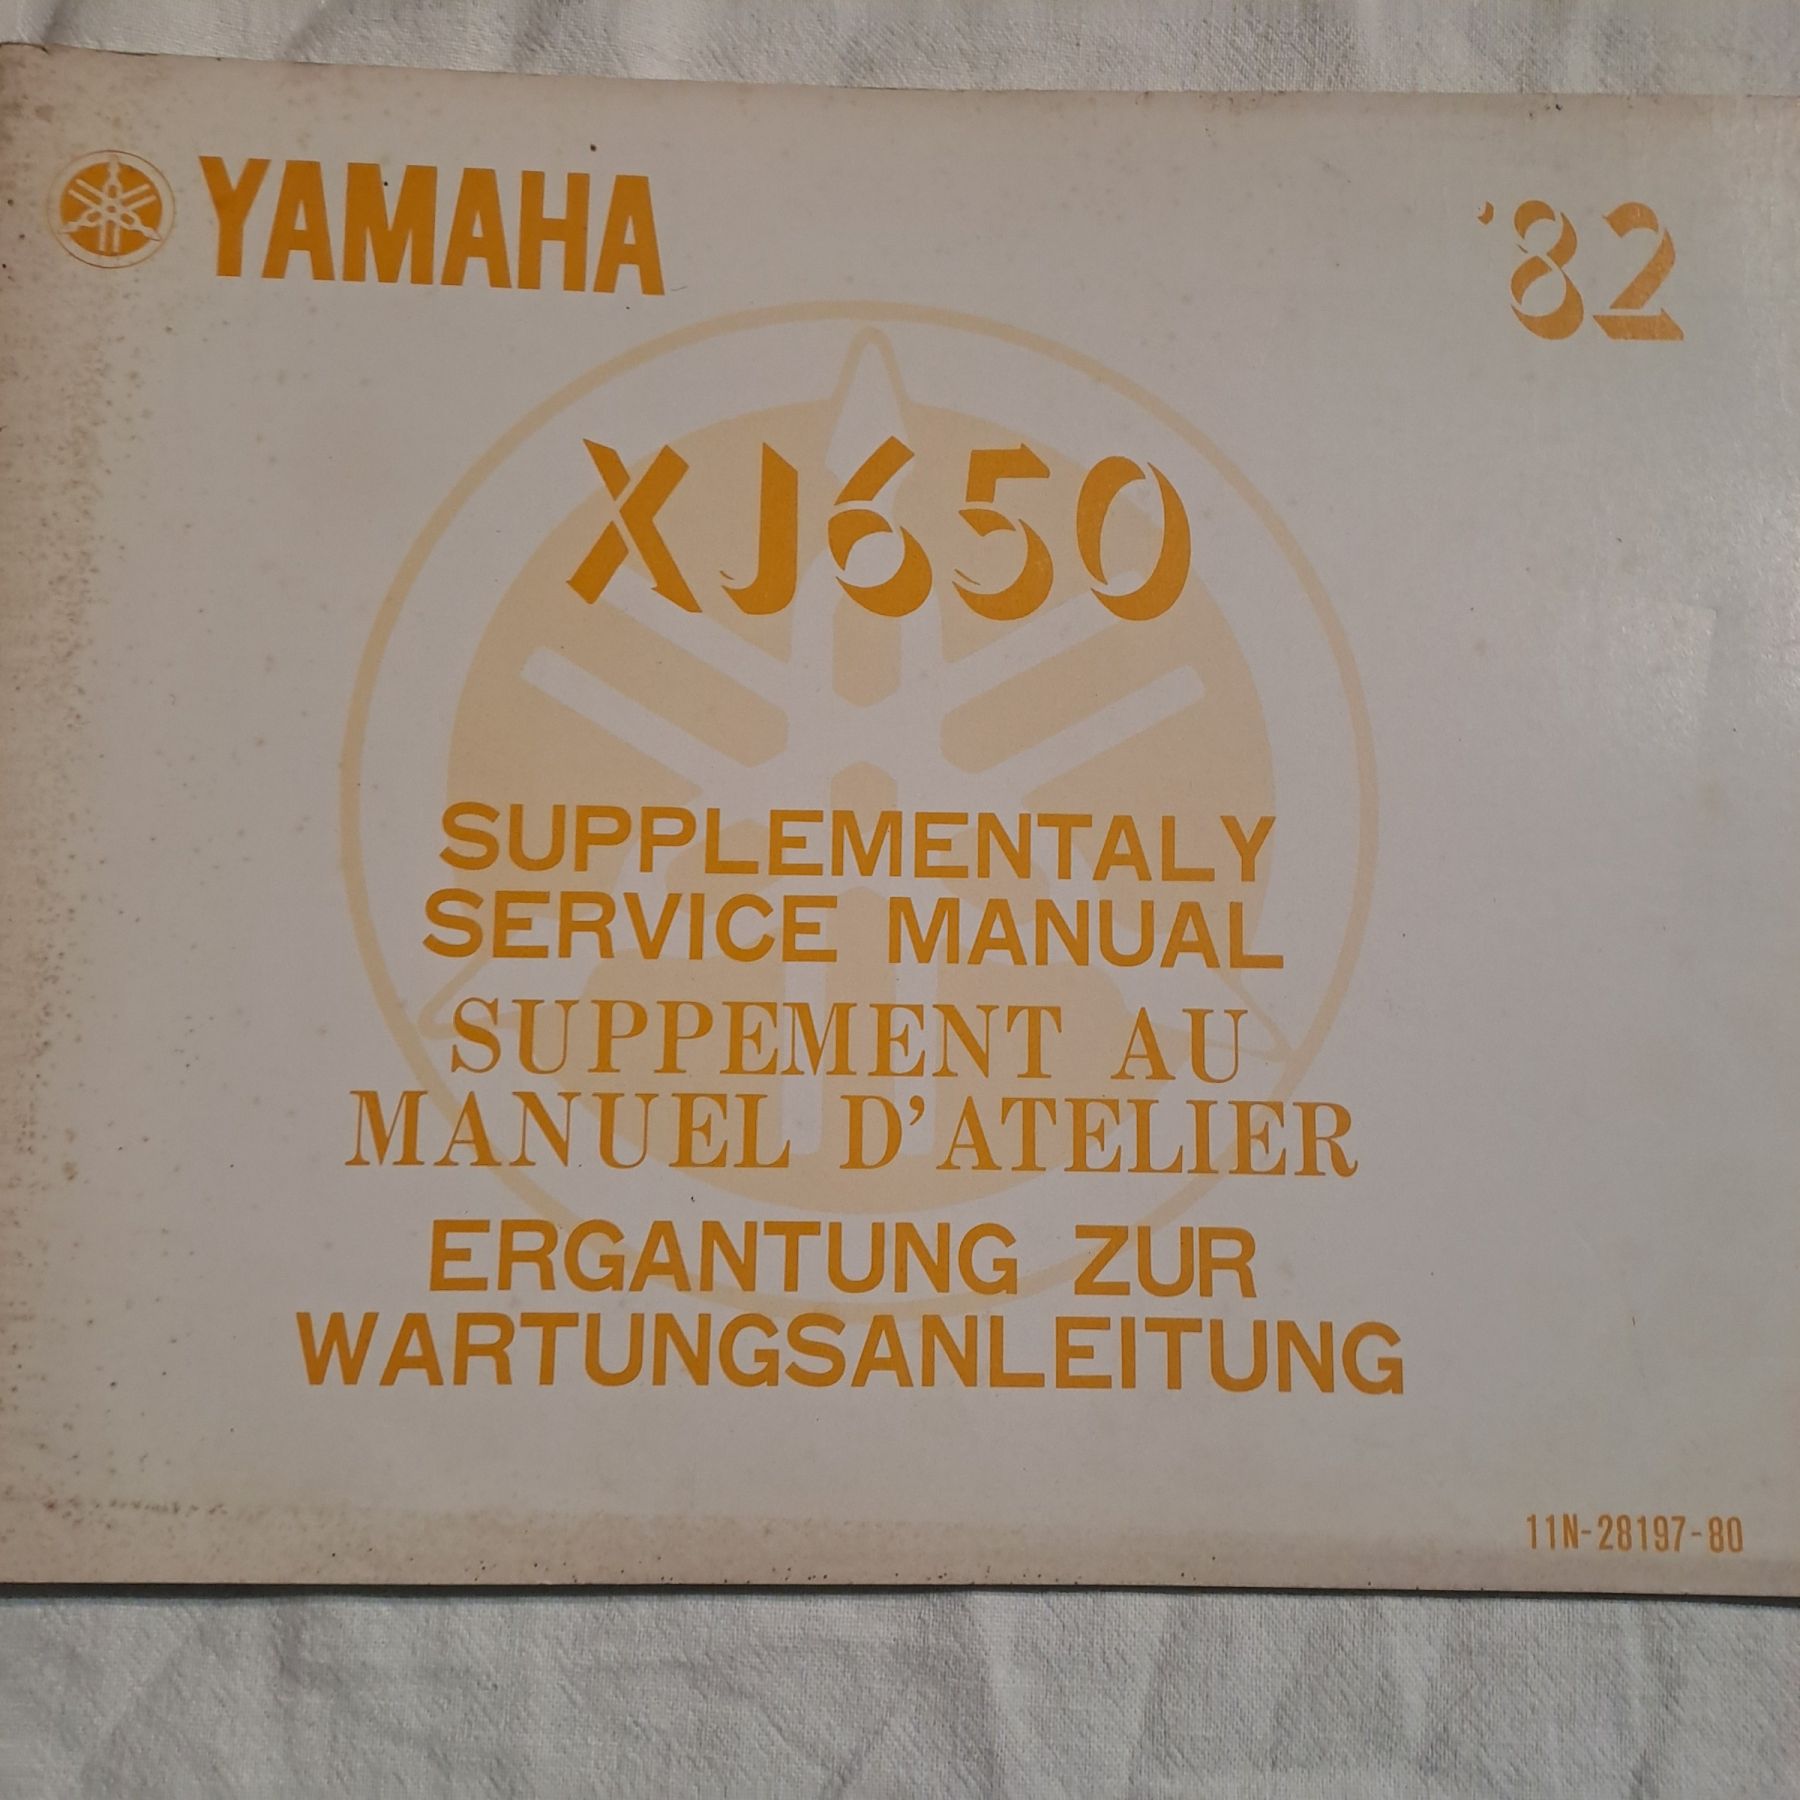 YAMAHA
'82
XJ650
SUPPLEMENTALY
SERVICE MANUAL
SUPPEMENT AU
MANUEL D'ATELIER
ERGANTUNG ZUR
WARTUNGSANLEITUNG
11N-28197-80